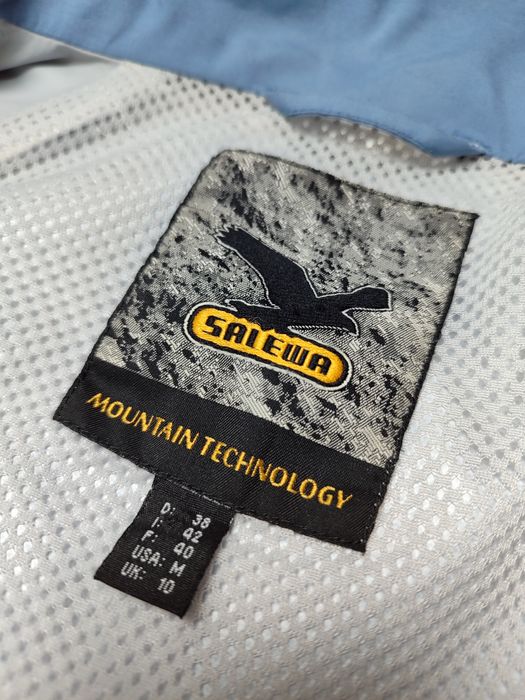 SALEWA
MOUNTAIN TECHNOLOGY
D: 38
I: 42
F: 40
USA: M
UK: 10